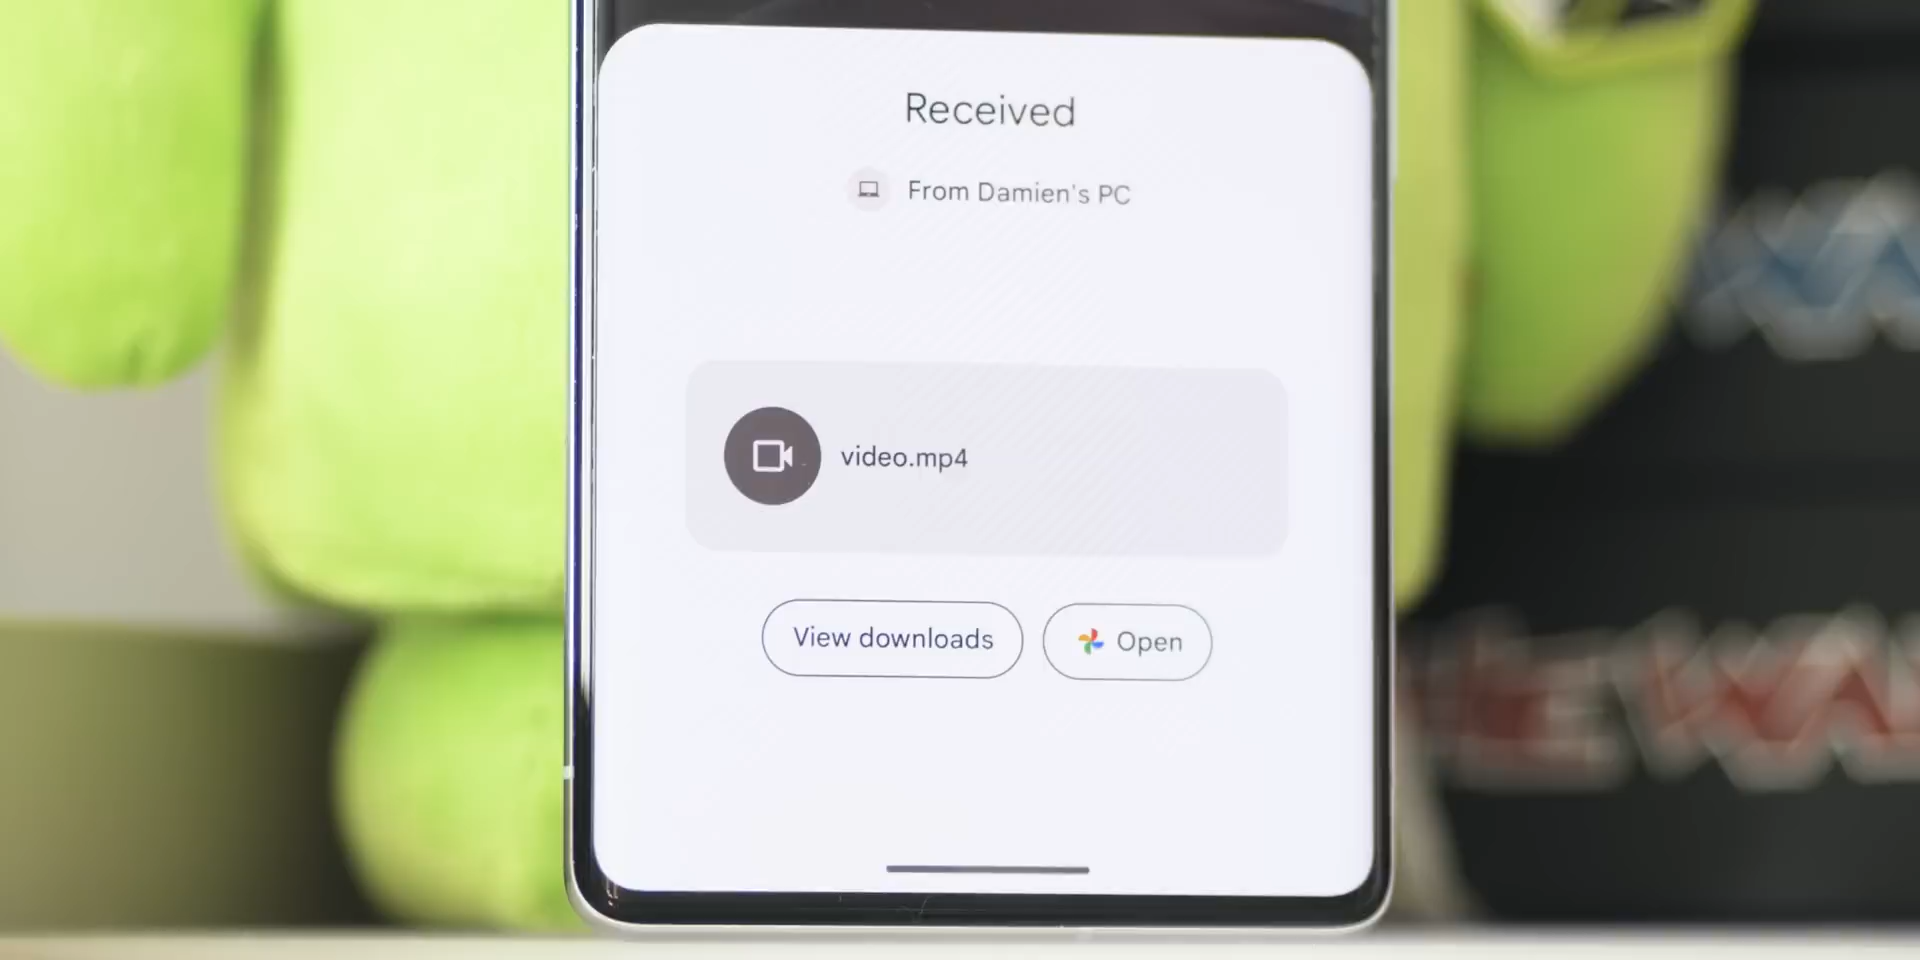 Received
From Damien's PC
video.mp4
View downloads
Open